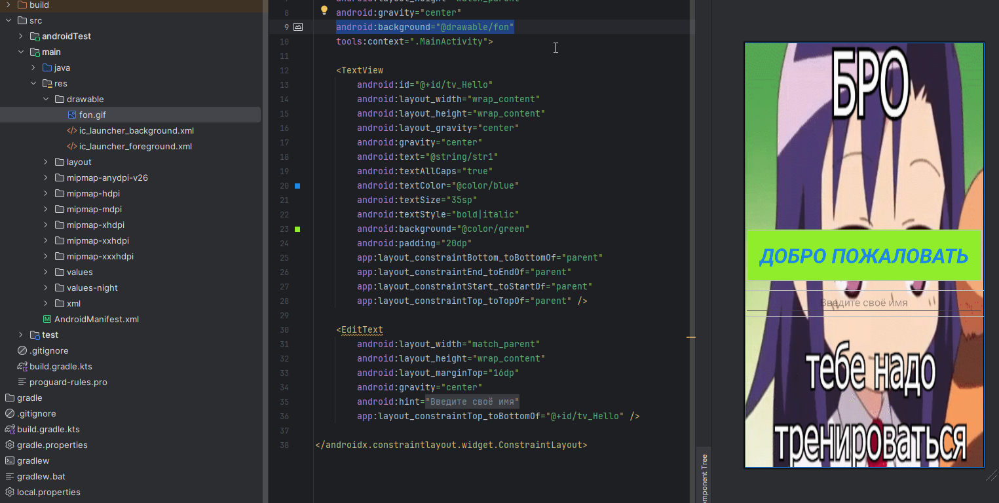 build
src
androidTest
main
java
res
drawable
fon.gif
ic_launcher_background.xml
ic_launcher_foreground.xml
layout
mipmap-anydpi-v26
mipmap-hdpi
mipmap-mdpi
mipmap-xhdpi
mipmap-xxhdpi
mipmap-xxxhdpi
values
values-night
xml
AndroidManifest.xml
test
.gitignore
build.gradle.kts
proguard-rules.pro
gradle
.gitignore
build.gradle.kts
gradle.properties
gradlew
gradlew.bat
local.properties
8 android:gravity="center"
9 android:background="@drawable/fon"
10 tools:context=".MainActivity">
11
12 <TextView
13 android:id="@+id/tv_Hello"
14 android:layout_width="wrap_content"
15 android:layout_height="wrap_content"
16 android:layout_gravity="center"
17 android:gravity="center"
18 android:text="@string/str1"
19 android:textAllCaps="true"
20 android:textColor="@color/blue"
21 android:textSize="35sp"
22 android:textStyle="bold|italic"
23 android:background="@color/green"
24 android:padding="20dp"
25 app:layout_constraintBottom_toBottomOf="parent"
26 app:layout_constraintEnd_toEndOf="parent"
27 app:layout_constraintStart_toStartOf="parent"
28 app:layout_constraintTop_toTopOf="parent" />
29
30 <EditText
31 android:layout_width="match_parent"
32 android:layout_height="wrap_content"
33 android:layout_marginTop="16dp"
34 android:gravity="center"
35 android:hint="Введите своё имя"
36 app:layout_constraintTop_toBottomOf="@+id/tv_Hello" />
37
38 </androidx.constraintlayout.widget.ConstraintLayout>
Tree
БРО
ДОБРО ПОЖАЛОВАТЬ
Введите своё имя
тебе надо
тренироваться